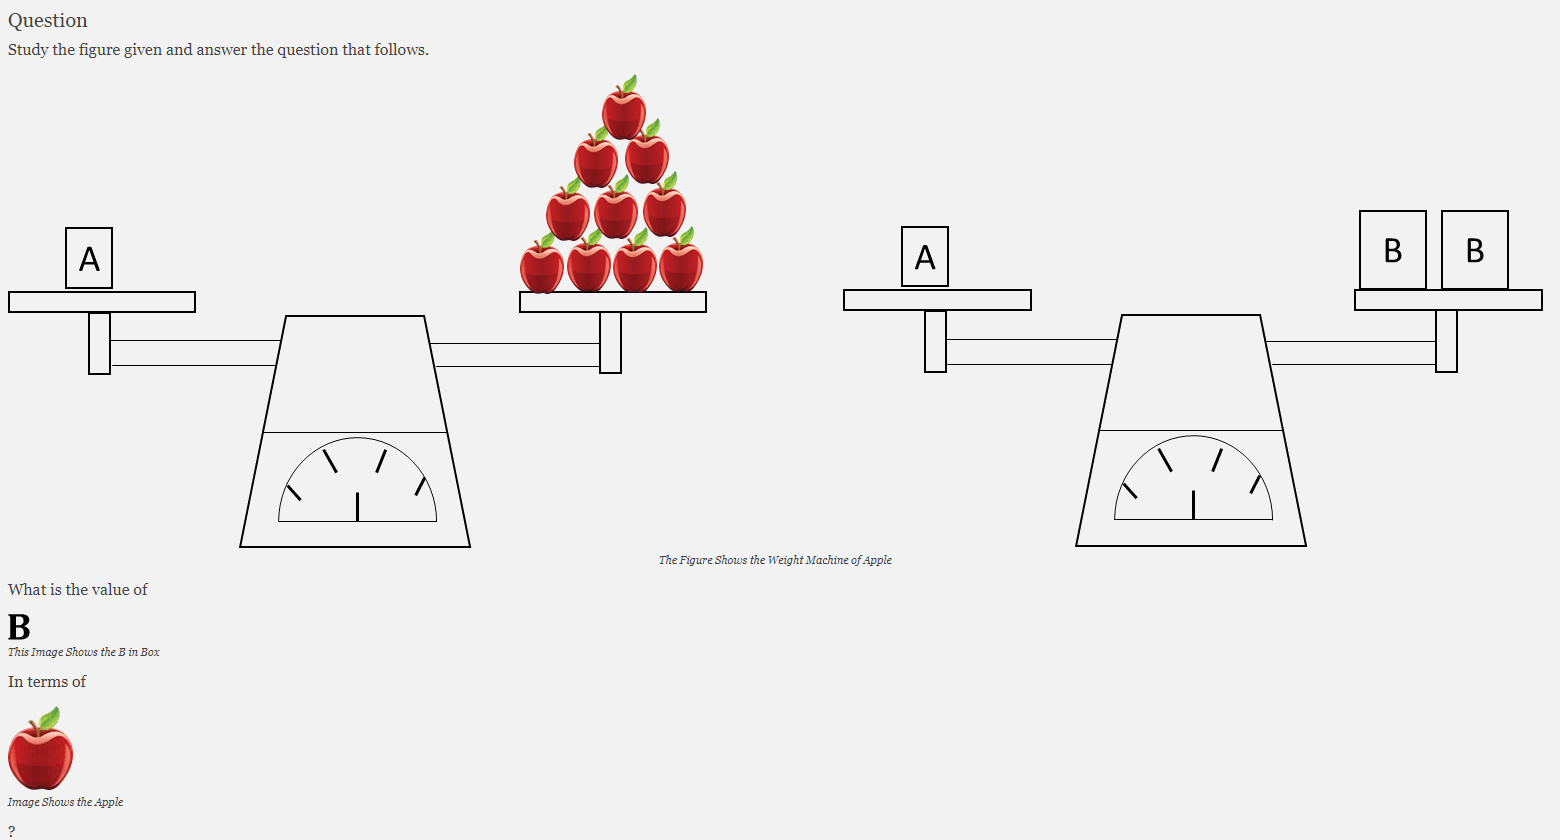 Question
Study the figure given and answer the question that follows.
A
A
B B
The Figure Shows the Weight Machine of Apple
What is the value of
B
This Image Shows the B in Box
In terms of
Image Shows the Apple
?